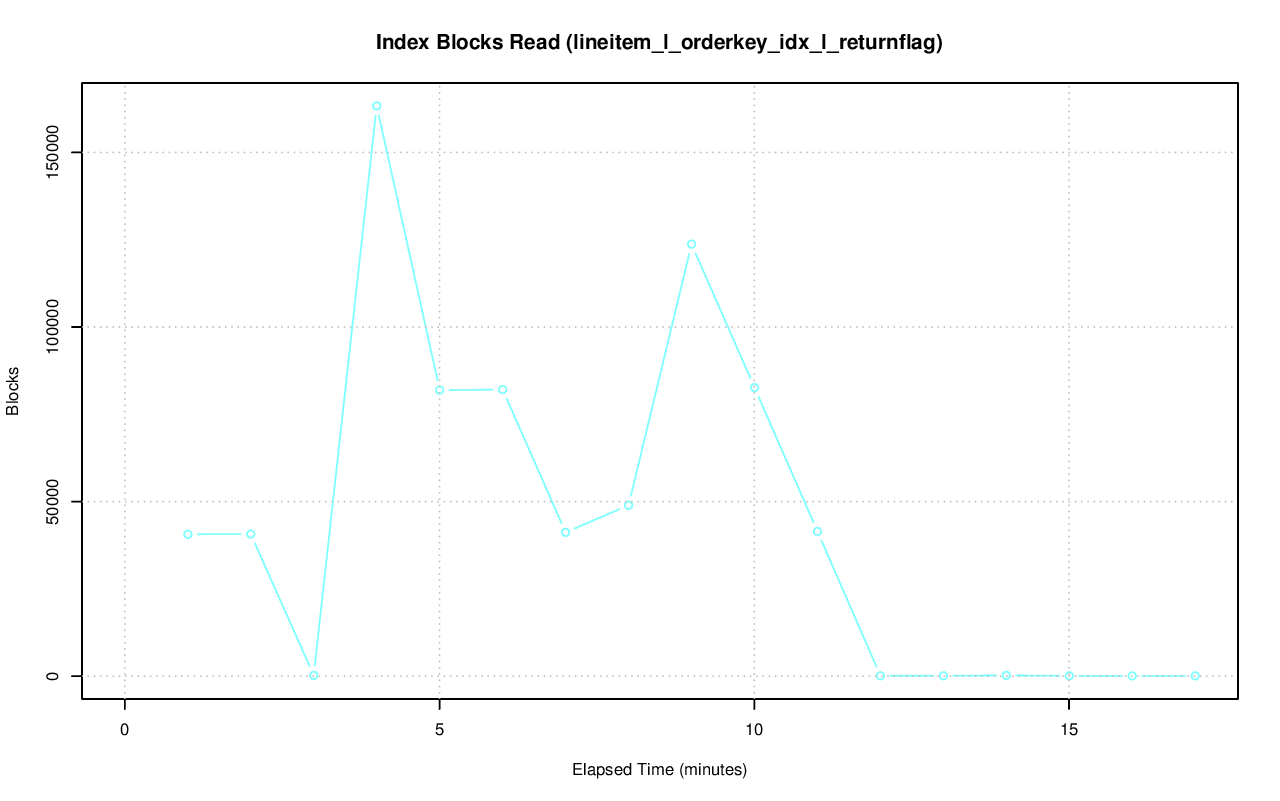 Index Blocks Read (lineitem_l_orderkey_idx_l_returnflag)
Blocks
150000
100000
50000
0
0 5 10 15
Elapsed Time (minutes)